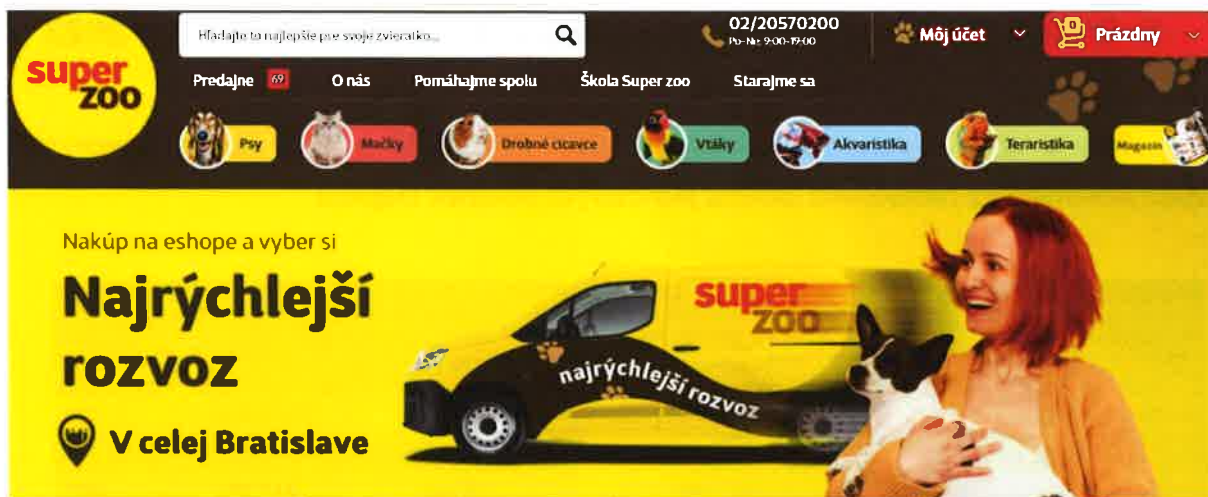 super
zoo
Hľadajte to najlepšie pre svoje zvieratko...
02/20570200
Po-Ne: 9:00-19:00
Môj účet
0
Prázdny
Predajne 69
O nás
Pomáhajme spolu
Škola Super zoo
Starajme sa
Psy
Mačky
Drobné cicavce
Vtáky
Akvaristika
Teraristika
Magazín
Nakúp na eshope a vyber si
Najrýchlejší
rozvoz
V celej Bratislave
super
zoo
najrýchlejší rozvoz